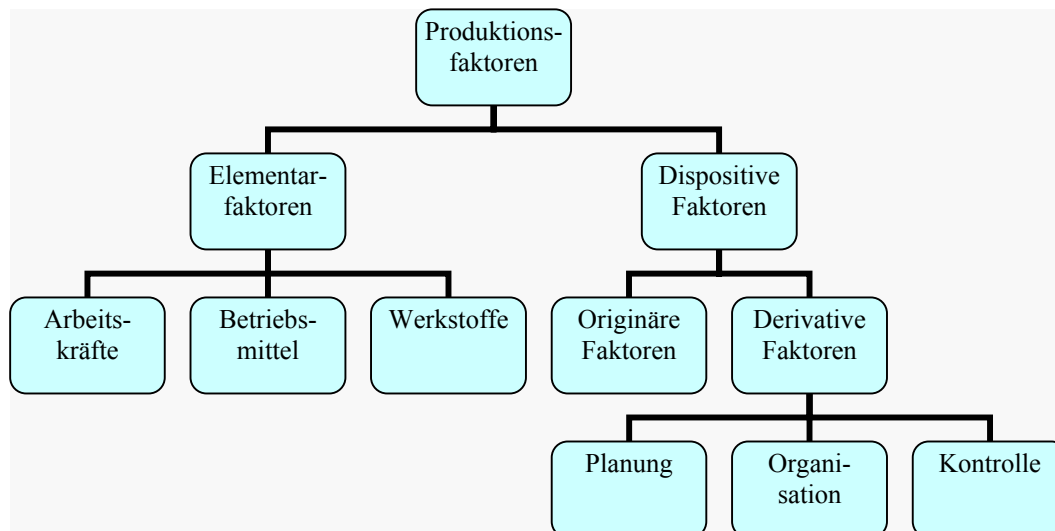 Produktions-
faktoren
Elementar-
faktoren
Dispositive
Faktoren
Arbeits-
kräfte
Betriebs-
mittel
Werkstoffe
Originäre
Faktoren
Derivative
Faktoren
Planung
Organi-
sation
Kontrolle